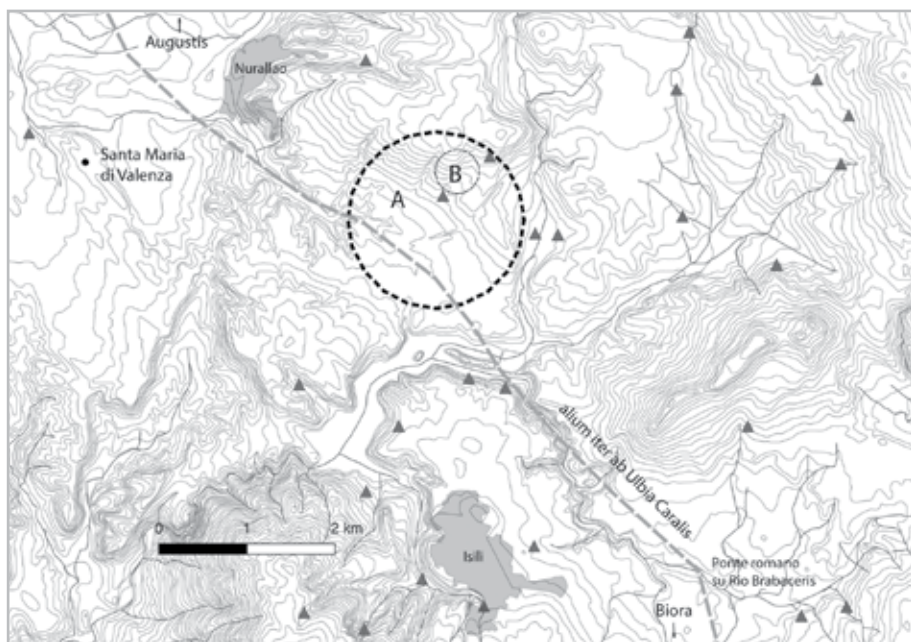 Augustis
Nurallao
Santa Maria
di Valenza
A
B
alium iter ab Ulbia Caralis
0
1
2 km
Isili
Ponte romano
su Rio Brabaceris
Biora